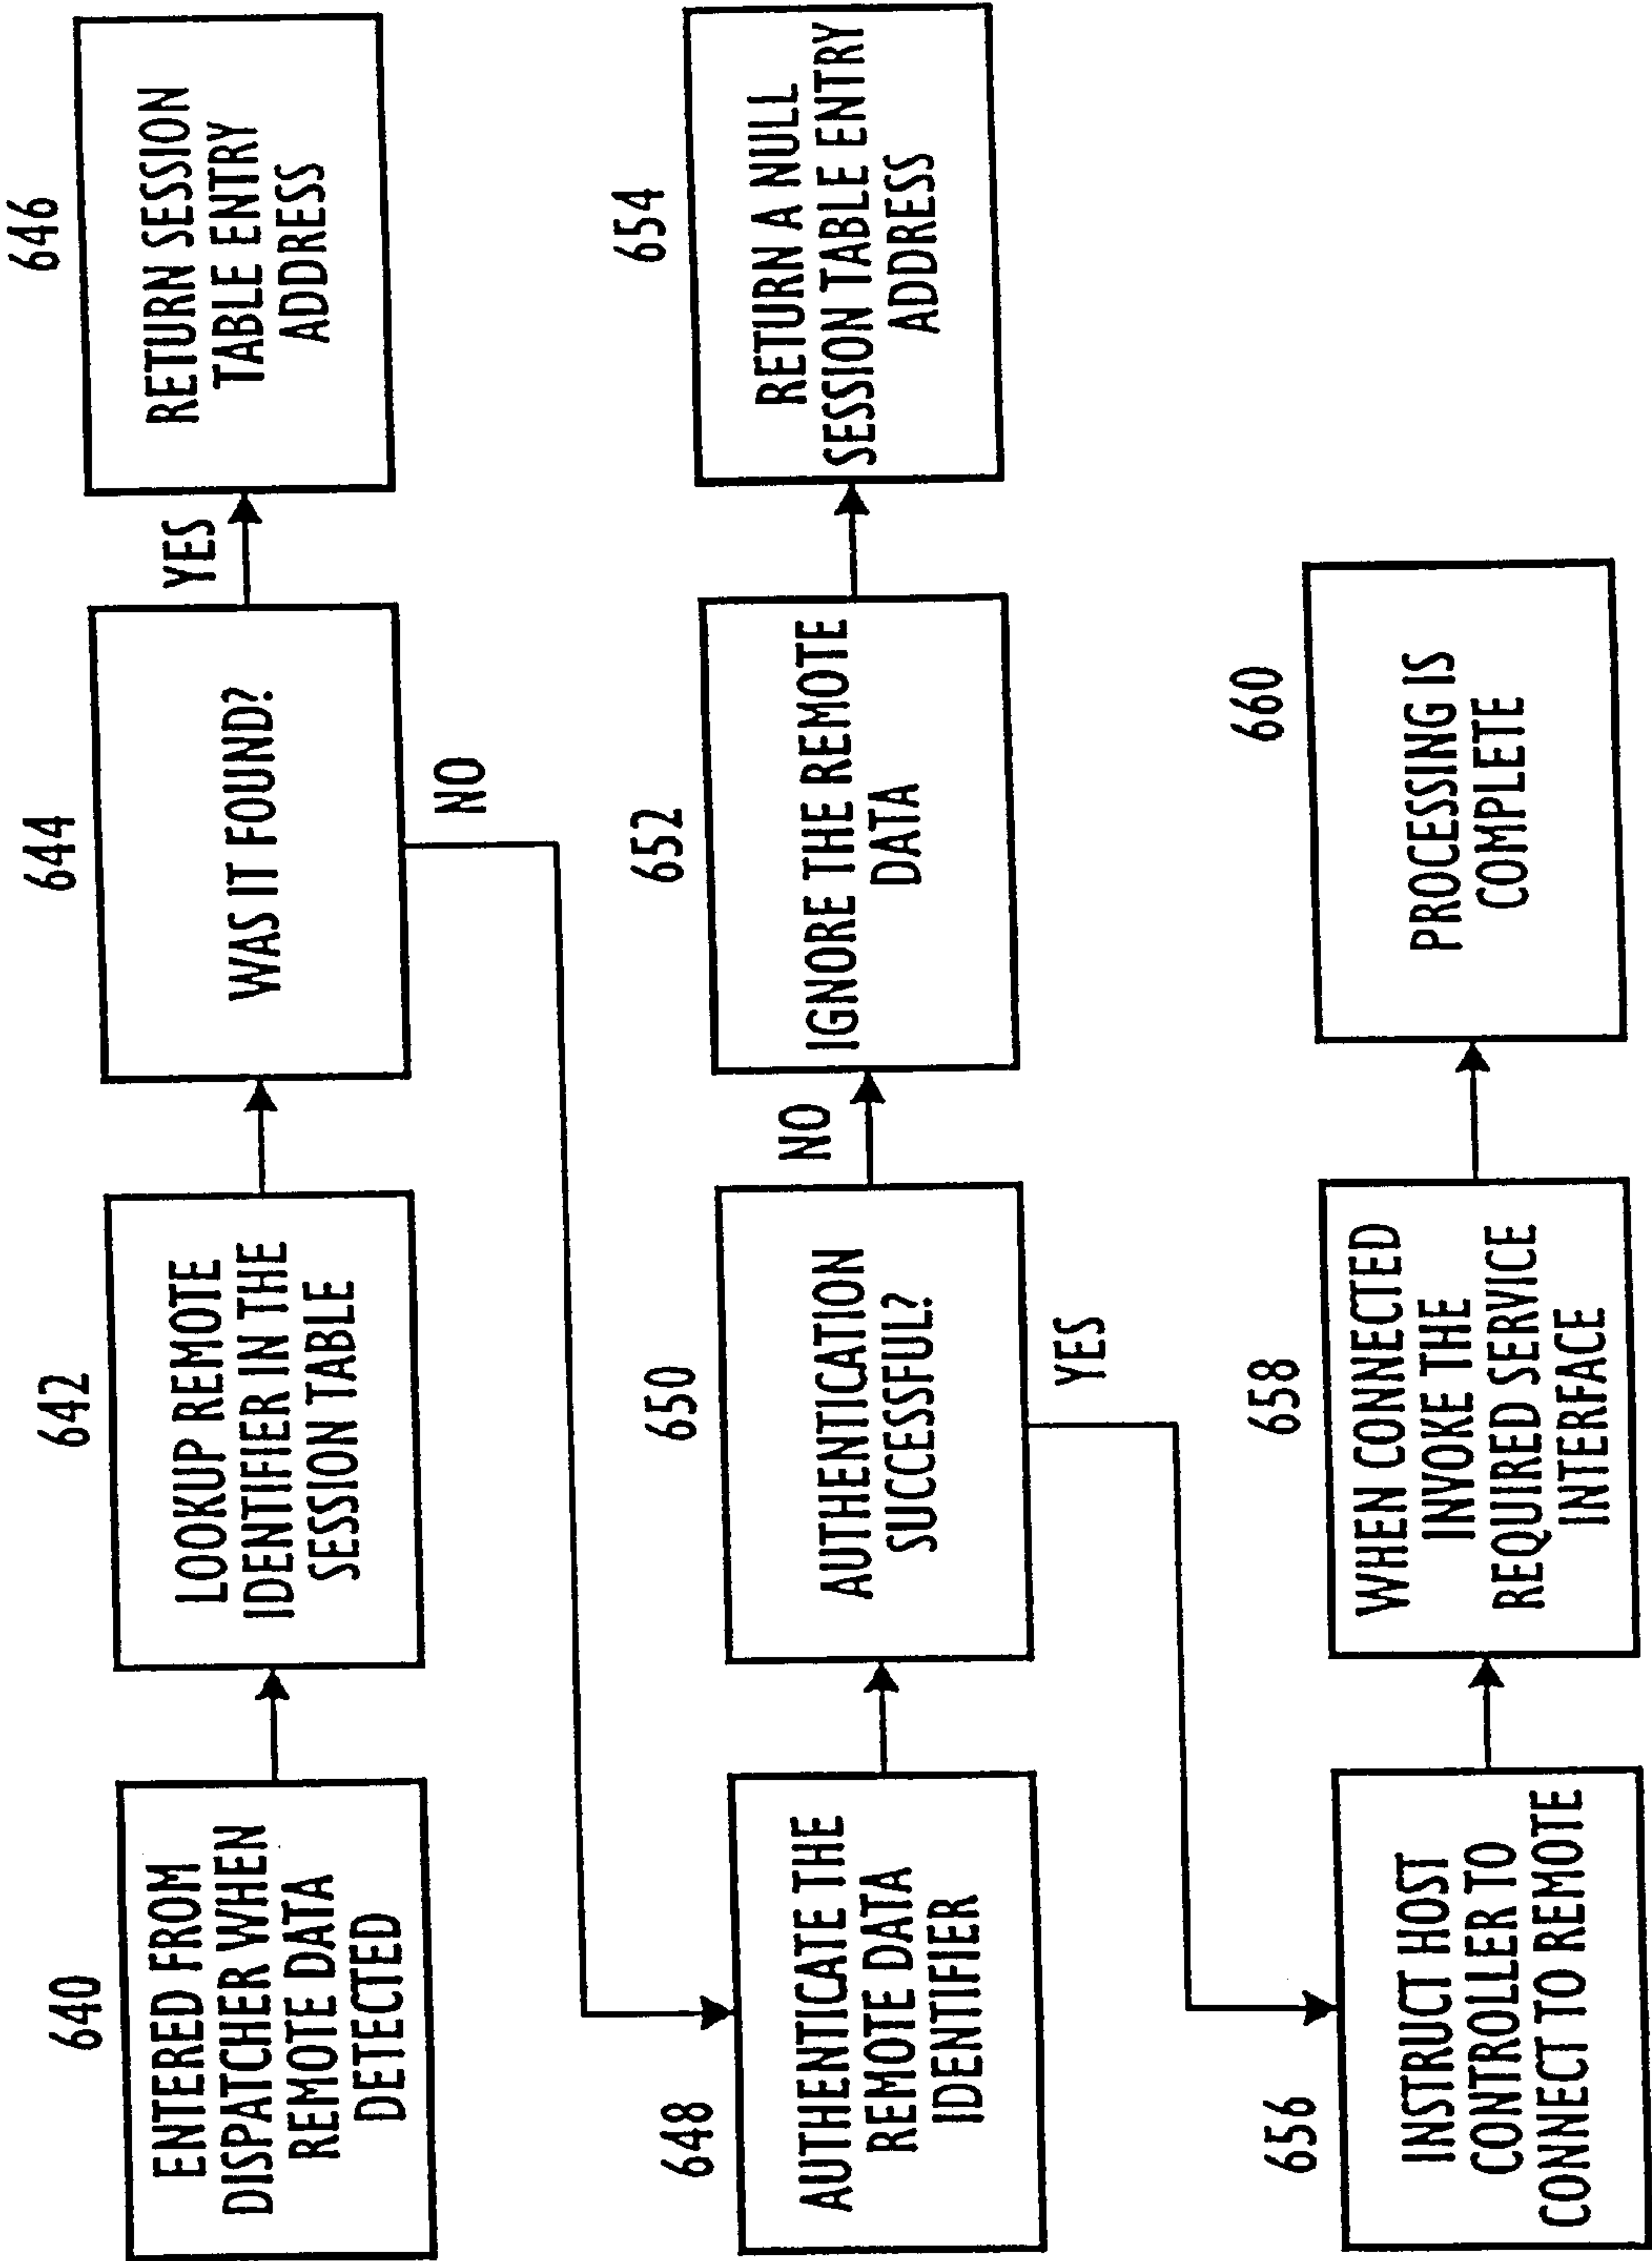 640
ENTERED FROM
DISPATCHER WHEN
REMOTE DATA
DETECTED
642
LOOKUP REMOTE
IDENTIFIER IN THE
SESSION TABLE
644
WAS IT FOUND?
YES
NO
646
RETURN SESSION
TABLE ENTRY
ADDRESS
648
AUTHENTICATE THE
REMOTE DATA
IDENTIFIER
650
AUTHENTICATION
SUCCESSFUL?
NO
YES
652
IGNORE THE REMOTE
DATA
654
RETURN A NULL
SESSION TABLE ENTRY
ADDRESS
656
INSTRUCT HOST
CONTROLLER TO
CONNECT TO REMOTE
658
WHEN CONNECTED
INVOKE THE
REQUIRED SERVICE
INTERFACE
660
PROCESSING IS
COMPLETE